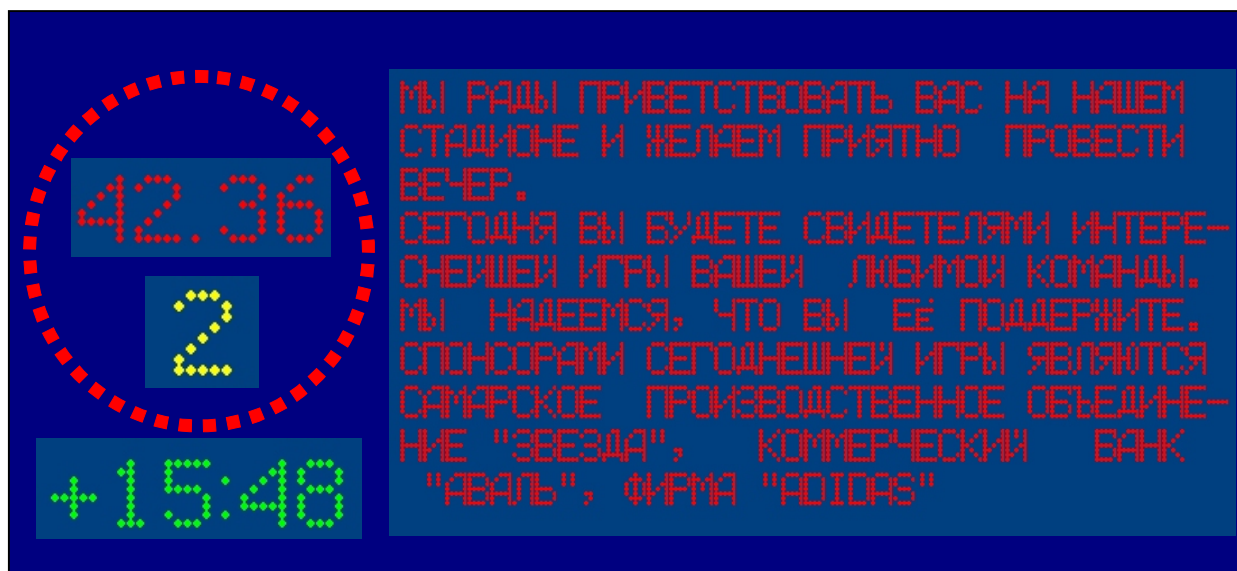 42.36
2
+15:48
МЫ РАДЫ ПРИВЕТСТВОВАТЬ ВАС НА НАШЕМ
СТАДИОНЕ И ЖЕЛАЕМ ПРИЯТНО ПРОВЕСТИ
ВЕЧЕР.
СЕГОДНЯ ВЫ БУДЕТЕ СВИДЕТЕЛЯМИ ИНТЕРЕ-
СНЕЙШЕЙ ИГРЫ ВАШЕЙ ЛЮБИМОЙ КОМАНДЫ.
МЫ НАДЕЕМСЯ, ЧТО ВЫ ЕЁ ПОДДЕРЖИТЕ.
СПОНСОРАМИ СЕГОДНЕШНЕЙ ИГРЫ ЯВЛЯЮТСЯ
САМАРСКОЕ ПРОИЗВОДСТВЕННОЕ ОБЪЕДИНЕ-
НИЕ "ЗВЕЗДА", КОММЕРЧЕСКИЙ БАНК
"АВАЛЬ", ФИРМА "ADIDAS"